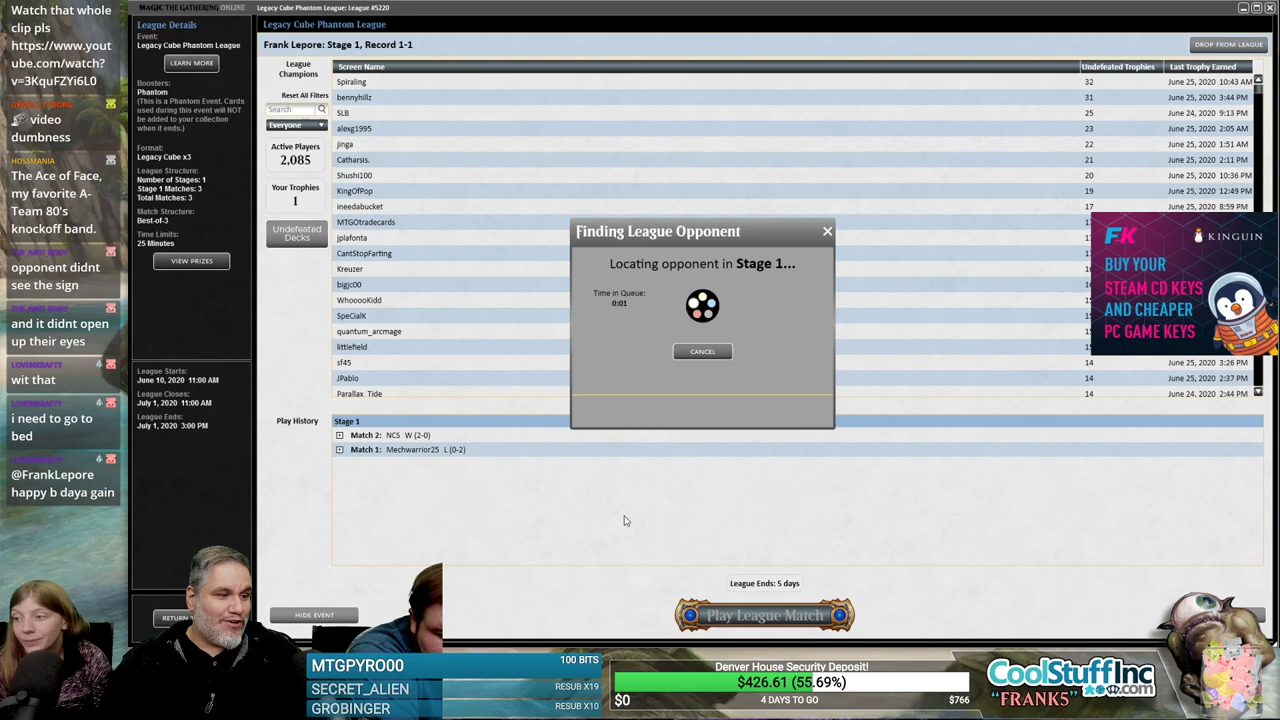 Watch that whole
clip pls
https://www.yout
ube.com/watch?
v=3KquFZYi6L0
video
dumbness
HOSSMANIA
The Ace of Face,
my favorite A-
Team 80's
knockoff band.
opponent didnt
see the sign
and it didnt open
up their eyes
wit that
i need to go to
bed
@FrankLepore
happy b daya gain
MAGIC THE GATHERING ONLINE
Legacy Cube Phantom League: League #5220
League Details
Event:
Legacy Cube Phantom League
LEARN MORE
Boosters:
Phantom
(This is a Phantom Event. Cards
used during this event will NOT
be added to your collection
when it ends.)
Format:
Legacy Cube x3
League Structure:
Number of Stages: 1
Stage 1 Matches: 3
Total Matches: 3
Match Structure:
Best-of-3
Time Limits:
25 Minutes
VIEW PRIZES
League Starts:
June 10, 2020 11:00 AM
League Closes:
July 1, 2020 11:00 AM
League Ends:
July 1, 2020 3:00 PM
RETURN
Legacy Cube Phantom League
Frank Lepore: Stage 1, Record 1-1
DROP FROM LEAGUE
League
Champions
Reset All Filters
Search
Everyone
Active Players
2,085
Your Trophies
1
Undefeated
Decks
Screen Name Undefeated Trophies Last Trophy Earned
Spiraling 32 June 25, 2020 10:43 AM
bennyhillz 31 June 25, 2020 3:44 PM
SLB 25 June 24, 2020 9:13 PM
alexg1995 23 June 25, 2020 2:05 AM
Jinga 22 June 25, 2020 1:51 AM
Catharsis. 21 June 25, 2020 2:11 PM
Shushi100 20 June 25, 2020 10:36 PM
KingOfPop 19 June 25, 2020 12:49 PM
ineedabucket 17 June 25, 2020 8:59 PM
MTGOtradecards
jplafonta
CantStopFarting
Kreuzer
bigjc00
WhooooKidd
SpeCialK
quantum_arcmage
littlefield
sf45 14 June 25, 2020 3:26 PM
JPablo 14 June 25, 2020 2:37 PM
Parallax_Tide 14 June 24, 2020 2:44 PM
Finding League Opponent
Locating opponent in Stage 1...
Time in Queue:
0:01
CANCEL
FK KINGUIN
BUY YOUR
STEAM CD KEYS
AND CHEAPER
PC GAME KEYS
Play History
Stage 1
Match 2: NCS W (2-0)
Match 1: Mechwarrior25 L (0-2)
League Ends: 5 days
HIDE EVENT
Play League Match
MTGPYRO00 100 BITS
SECRET_ALIEN RESUB X19
GROBINGER RESUB X10
Denver House Security Deposit!
$426.61 (55.69%)
$0 4 DAYS TO GO $766
CoolStuffInc
.com
"FRANK5"